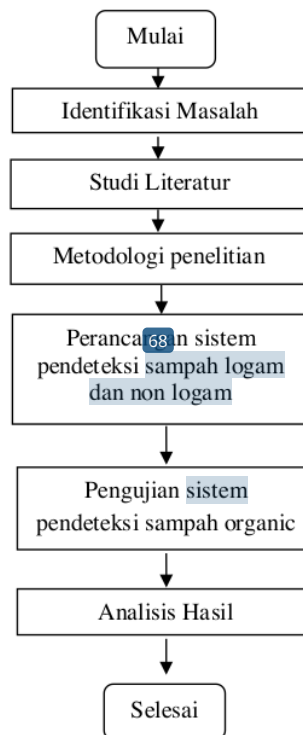 Mulai
Identifikasi Masalah
Studi Literatur
Metodologi penelitian
Perancangan sistem
68
pendeteksi sampah logam
dan non logam
Pengujian sistem
pendeteksi sampah organic
Analisis Hasil
Selesai